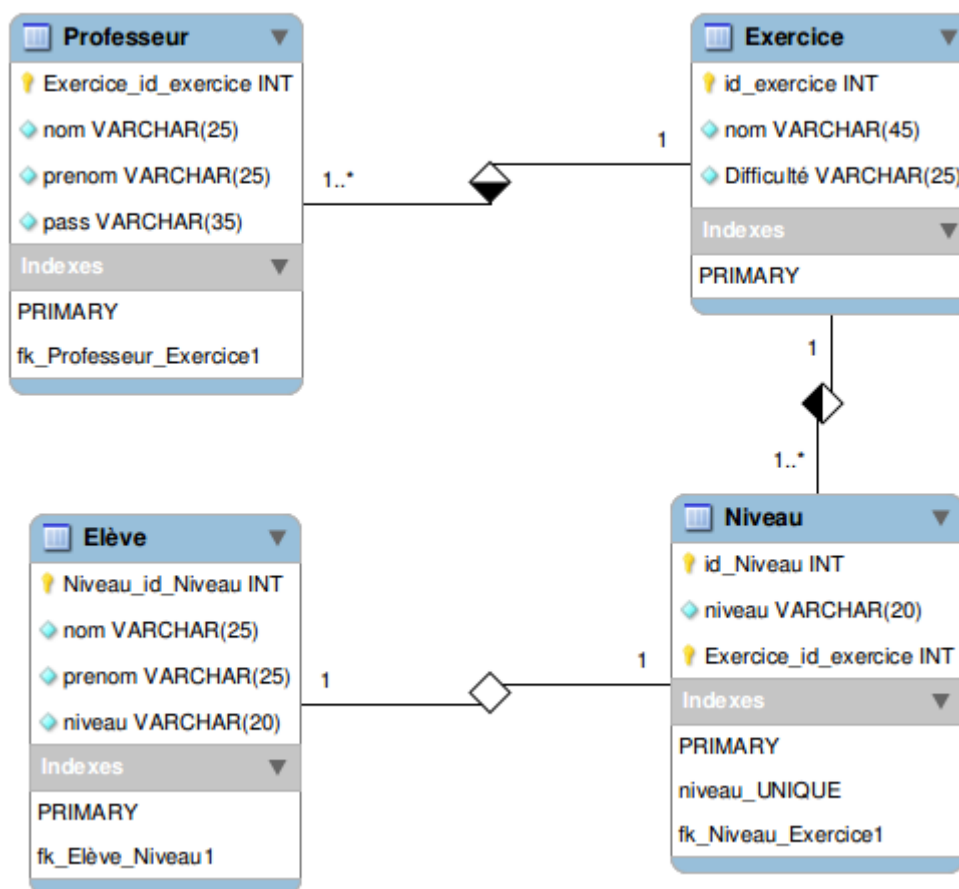 Professeur
Exercice_id_exercice INT
nom VARCHAR(25)
prenom VARCHAR(25)
pass VARCHAR(35)
Indexes
PRIMARY
fk_Professeur_Exercice1
1..*
1
Exercice
id_exercice INT
nom VARCHAR(45)
Difficulté VARCHAR(25)
Indexes
PRIMARY
1
1..*
Elève
Niveau_id_Niveau INT
nom VARCHAR(25)
prenom VARCHAR(25)
niveau VARCHAR(20)
Indexes
PRIMARY
fk_Elève_Niveau1
1
1
Niveau
id_Niveau INT
niveau VARCHAR(20)
Exercice_id_exercice INT
Indexes
PRIMARY
niveau_UNIQUE
fk_Niveau_Exercice1